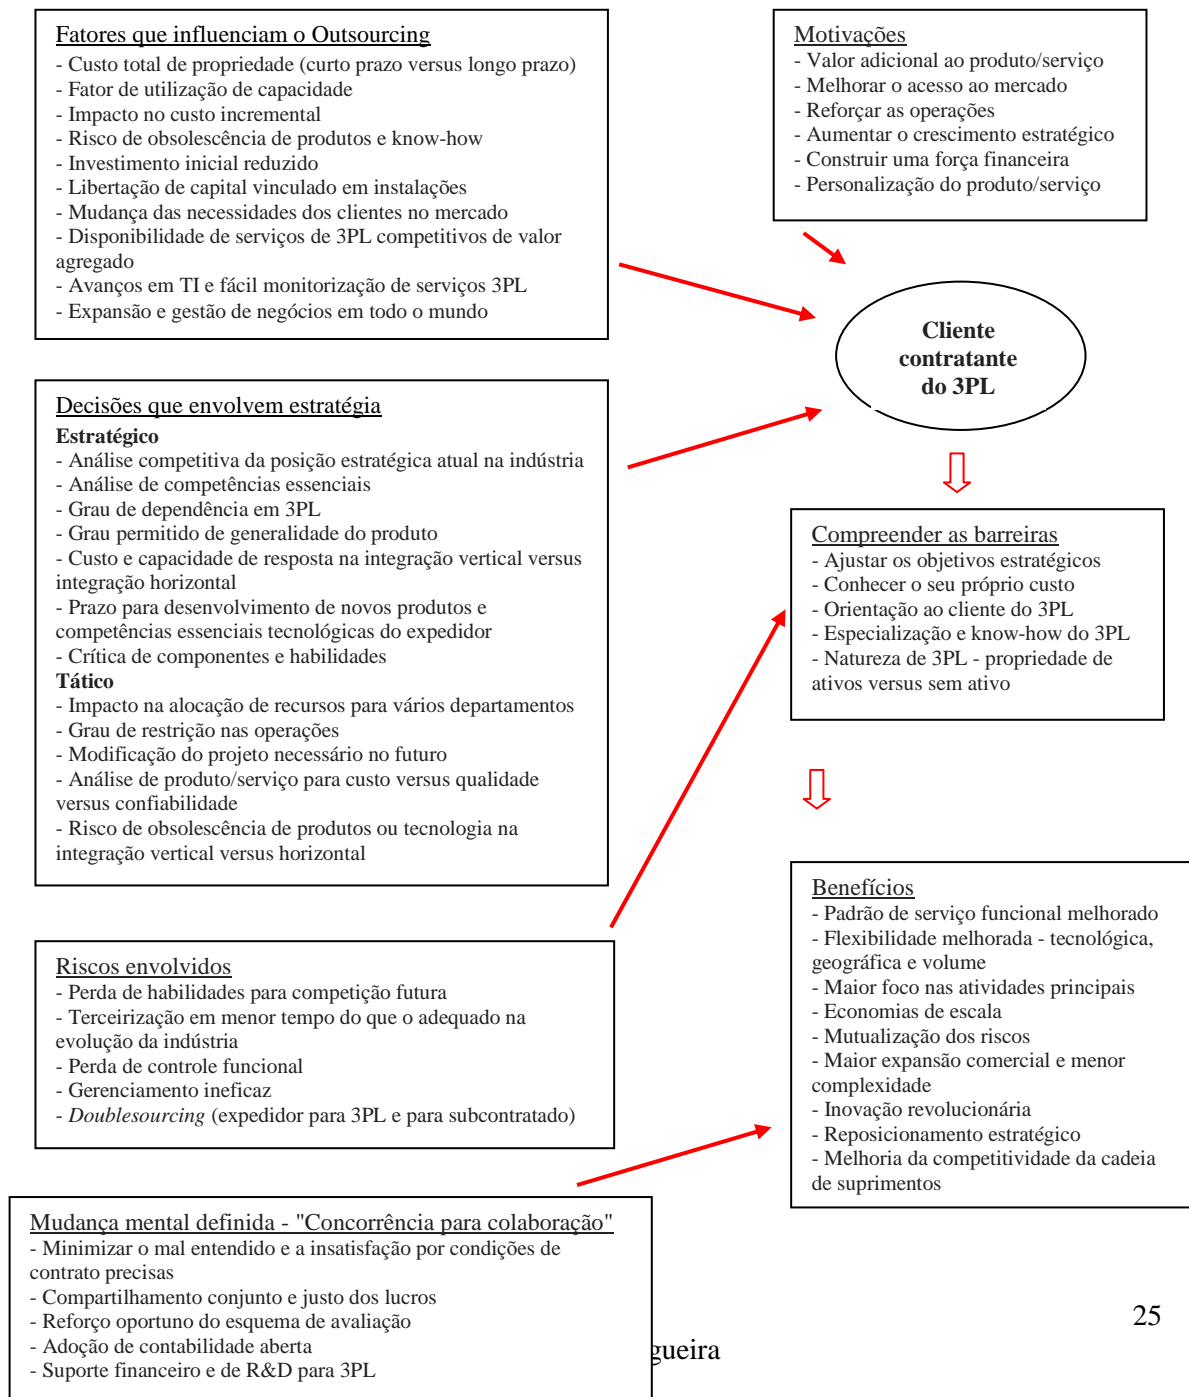 Fatores que influenciam o Outsourcing
- Custo total de propriedade (curto prazo versus longo prazo)
- Fator de utilização de capacidade
- Impacto no custo incremental
- Risco de obsolescência de produtos e know-how
- Investimento inicial reduzido
- Libertação de capital vinculado em instalações
- Mudança das necessidades dos clientes no mercado
- Disponibilidade de serviços de 3PL competitivos de valor
agregado
- Avanços em TI e fácil monitorização de serviços 3PL
- Expansão e gestão de negócios em todo o mundo
Motivações
- Valor adicional ao produto/serviço
- Melhorar o acesso ao mercado
- Reforçar as operações
- Aumentar o crescimento estratégico
- Construir uma força financeira
- Personalização do produto/serviço
Cliente
contratante
do 3PL
Decisões que envolvem estratégia
Estratégico
- Análise competitiva da posição estratégica atual na indústria
- Análise de competências essenciais
- Grau de dependência em 3PL
- Grau permitido de generalidade do produto
- Custo e capacidade de resposta na integração vertical versus
integração horizontal
- Prazo para desenvolvimento de novos produtos e
competências essenciais tecnológicas do expedidor
- Crítica de componentes e habilidades
Tático
- Impacto na alocação de recursos para vários departamentos
- Grau de restrição nas operações
- Modificação do projeto necessário no futuro
- Análise de produto/serviço para custo versus qualidade
versus confiabilidade
- Risco de obsolescência de produtos ou tecnologia na
integração vertical versus horizontal
Compreender as barreiras
- Ajustar os objetivos estratégicos
- Conhecer o seu próprio custo
- Orientação ao cliente do 3PL
- Especialização e know-how do 3PL
- Natureza de 3PL - propriedade de
ativos versus sem ativo
Riscos envolvidos
- Perda de habilidades para competição futura
- Terceirização em menor tempo do que o adequado na
evolução da indústria
- Perda de controle funcional
- Gerenciamento ineficaz
- Doublesourcing (expedidor para 3PL e para subcontratado)
Benefícios
- Padrão de serviço funcional melhorado
- Flexibilidade melhorada - tecnológica,
geográfica e volume
- Maior foco nas atividades principais
- Economias de escala
- Mutualização dos riscos
- Maior expansão comercial e menor
complexidade
- Inovação revolucionária
- Reposicionamento estratégico
- Melhoria da competitividade da cadeia
de suprimentos
Mudança mental definida - "Concorrência para colaboração"
- Minimizar o mal entendido e a insatisfação por condições de
contrato precisas
- Compartilhamento conjunto e justo dos lucros
- Reforço oportuno do esquema de avaliação
- Adoção de contabilidade aberta
- Suporte financeiro e de R&D para 3PL
25
gueira